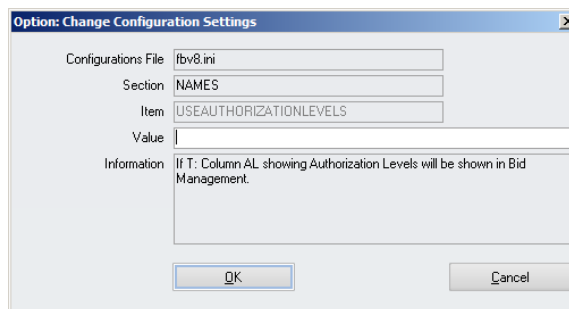 Option: Change Configuration Settings
Configurations File fbv8.ini
Section NAMES
Item USEAUTHORIZATIONLEVELS
Value
Information If T: Column AL showing Authorization Levels will be shown in Bid
Management.
OK Cancel